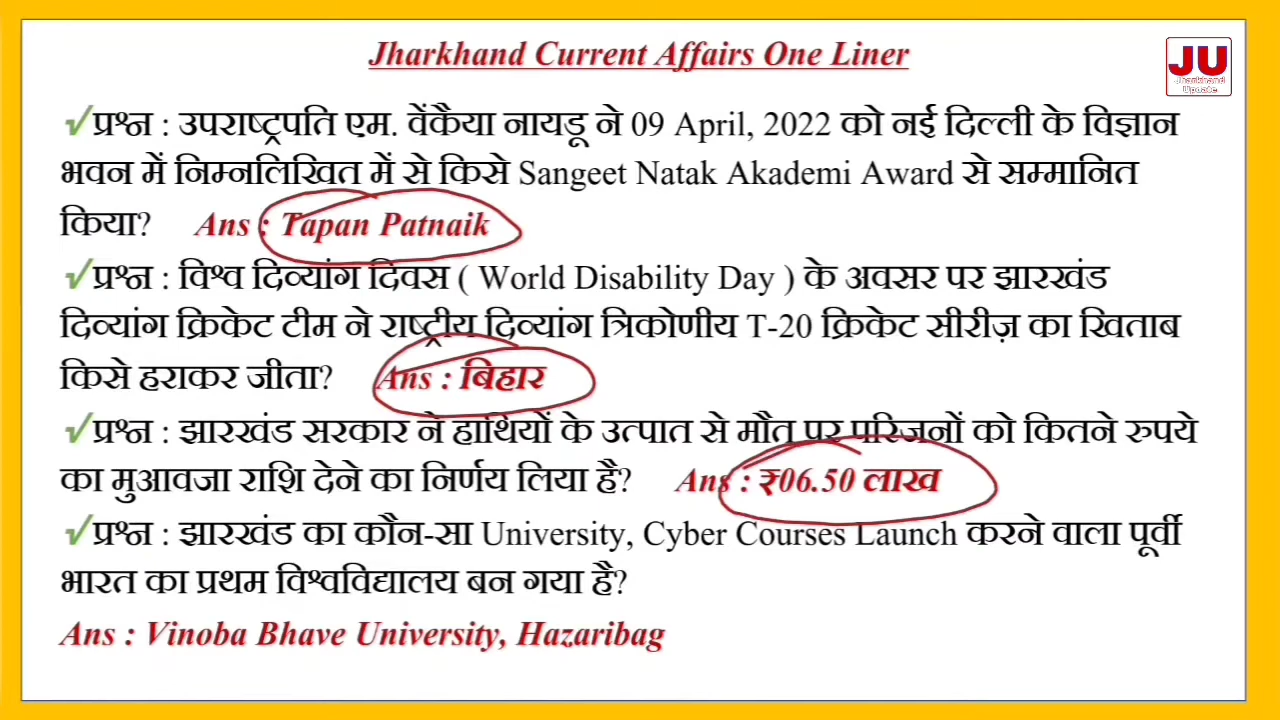 Jharkhand Current Affairs One Liner
JU
Jharkhand
Update
✓प्रश्न : उपराष्ट्रपति एम. वेंकैया नायडू ने 09 April, 2022 को नई दिल्ली के विज्ञान
भवन में निम्नलिखित में से किसे Sangeet Natak Akademi Award से सम्मानित
किया? Ans : Tapan Patnaik
✓प्रश्न : विश्व दिव्यांग दिवस ( World Disability Day ) के अवसर पर झारखंड
दिव्यांग क्रिकेट टीम ने राष्ट्रीय दिव्यांग त्रिकोणीय T-20 क्रिकेट सीरीज़ का खिताब
किसे हराकर जीता? Ans : बिहार
✓प्रश्न : झारखंड सरकार ने हाथियों के उत्पात से मौत पर परिजनों को कितने रुपये
का मुआवजा राशि देने का निर्णय लिया है? Ans : ₹06.50 लाख
✓प्रश्न : झारखंड का कौन-सा University, Cyber Courses Launch करने वाला पूर्वी
भारत का प्रथम विश्वविद्यालय बन गया है?
Ans : Vinoba Bhave University, Hazaribag